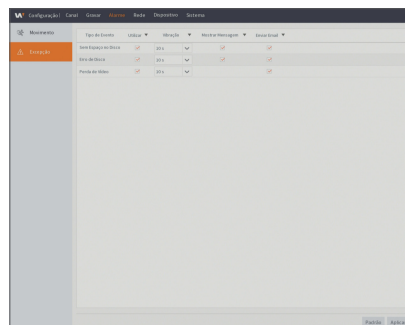 Configuração | Canal Gravar Alarme Rede Dispositivo Sistema
Movimento
Exceção
Tipo de Evento Utilizar Vibração Mostrar Mensagem Enviar Email
Sem Espaço no Disco 10 s
Erro de Disco 10 s
Perda de Vídeo 10 s
Padrão Aplicar